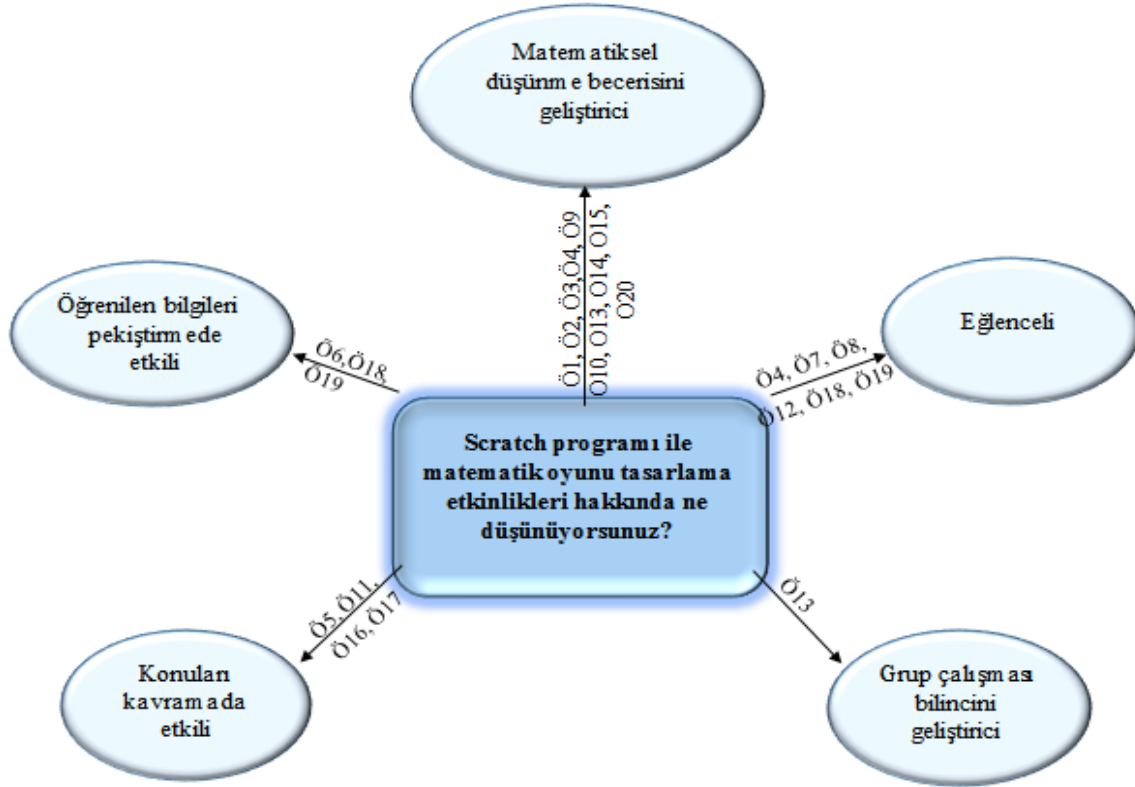 Matematiksel
düşünme becerisini
geliştirici
Ö1, Ö2, Ö3,Ö4, Ö9
Ö10, Ö13, Ö14, Ö15,
Ö20
Öğrenilen bilgileri
pekiştirmede
etkili
Ö6,Ö18,
Ö19
Eğlenceli
Ö4, Ö7, Ö8,
Ö12, Ö18, Ö19
Scratch programı ile
matematik oyunu tasarlama
etkinlikleri hakkında ne
düşünüyorsunuz?
Ö5, Ö11,
Ö16, Ö17
Konuları
kavramada
etkili
Ö13
Grup çalışması
bilincini
geliştirici